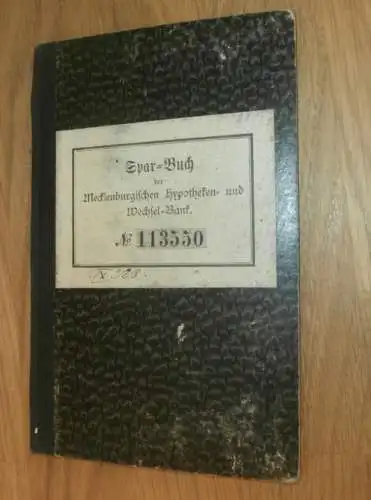 Spar=Buch
der
Mecklenburgischen Hypotheken- und
Wechsel-Bank.
№ 113550